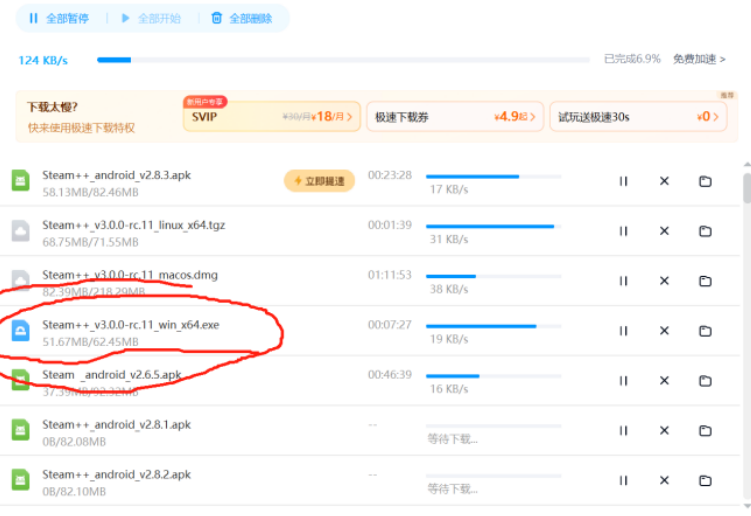 全部暂停 全部开始 全部删除
124 KB/s 已完成6.9% 免费加速 >
推荐
下载太慢?
快来使用极速下载特权
新用户专享
SVIP ¥30/月 ¥18/月 >
极速下载券 ¥4.9起 >
试玩送极速30s ¥0 >
Steam++_android_v2.8.3.apk
58.13MB/82.46MB
立即提速
00:23:28
17 KB/s
Steam++_v3.0.0-rc.11_linux_x64.tgz
68.75MB/71.55MB
00:01:39
31 KB/s
Steam++_v3.0.0-rc.11_macos.dmg
82.39MB/218.29MB
01:11:53
38 KB/s
Steam++_v3.0.0-rc.11_win_x64.exe
51.67MB/62.45MB
00:07:27
19 KB/s
Steam _android_v2.6.5.apk
37.39MB/92.32MB
00:46:39
16 KB/s
Steam++_android_v2.8.1.apk
0B/82.08MB
--
等待下载...
Steam++_android_v2.8.2.apk
0B/82.10MB
--
等待下载...